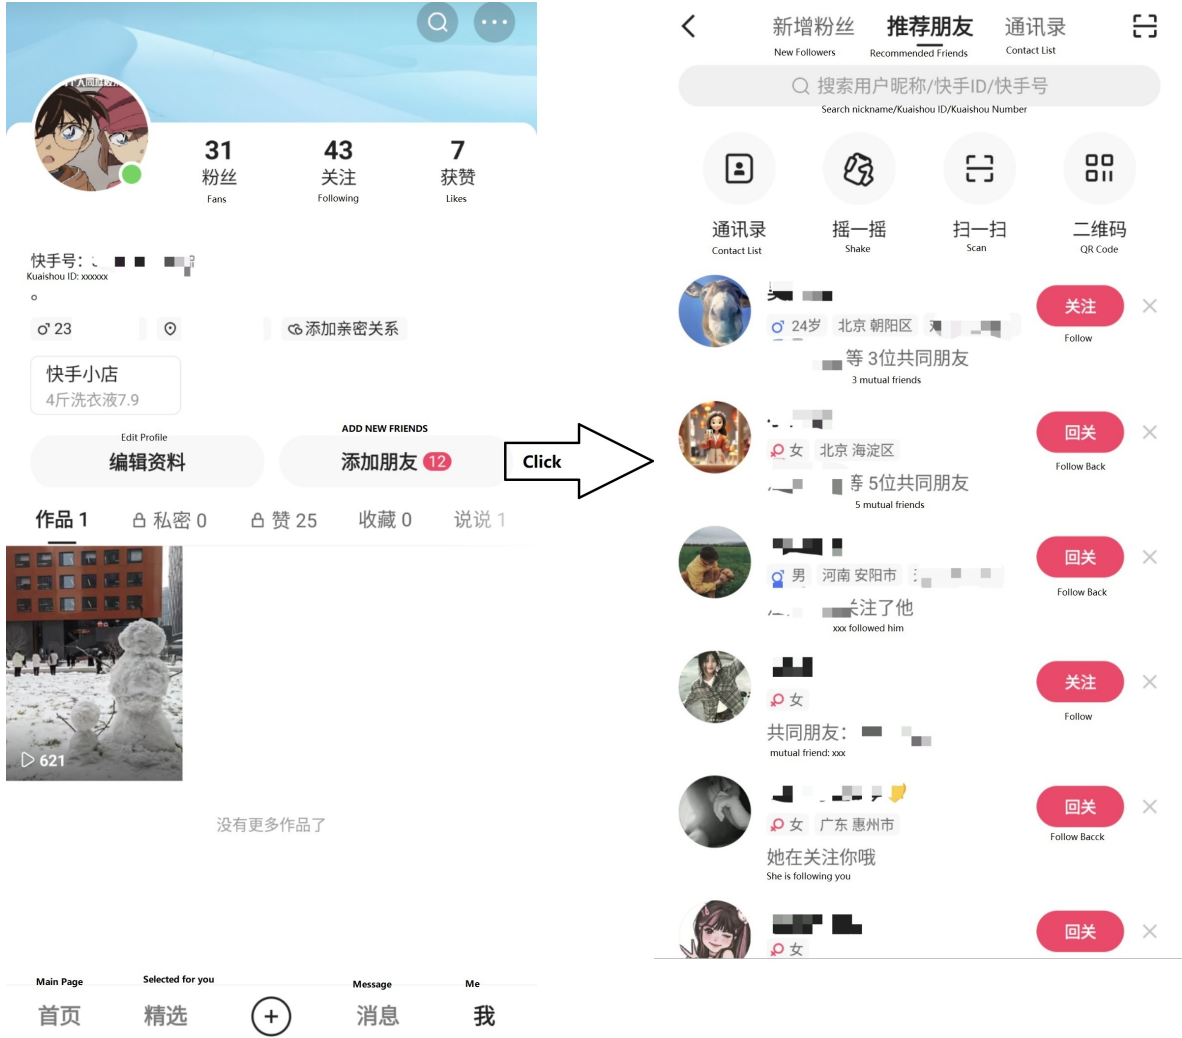 31
粉丝
Fans
43
关注
Following
7
获赞
Likes
快手号：
Kuaishou ID: xxxxxx
。
♂ 23
添加亲密关系
快手小店
4斤洗衣液7.9
Edit Profile
编辑资料
ADD NEW FRIENDS
添加朋友 12
作品 1
私密 0
赞 25
收藏 0
说说 1
621
没有更多作品了
Main Page
首页
Selected for you
精选
Message
消息
Me
我
Click
新增粉丝
New Followers
推荐朋友
Recommended Friends
通讯录
Contact List
搜索用户昵称/快手ID/快手号
Search nickname/Kuaishou ID/Kuaishou Number
通讯录
Contact List
摇一摇
Shake
扫一扫
Scan
二维码
QR Code
24岁
北京 朝阳区
等 3位共同朋友
3 mutual friends
关注
Follow
女
北京 海淀区
等 5位共同朋友
5 mutual friends
回关
Follow Back
男
河南 安阳市
关注了他
xxx followed him
回关
Follow Back
女
共同朋友：
mutual friend: xxx
关注
Follow
女
广东 惠州市
她在关注你哦
She is following you
回关
Follow Bacck
女
回关